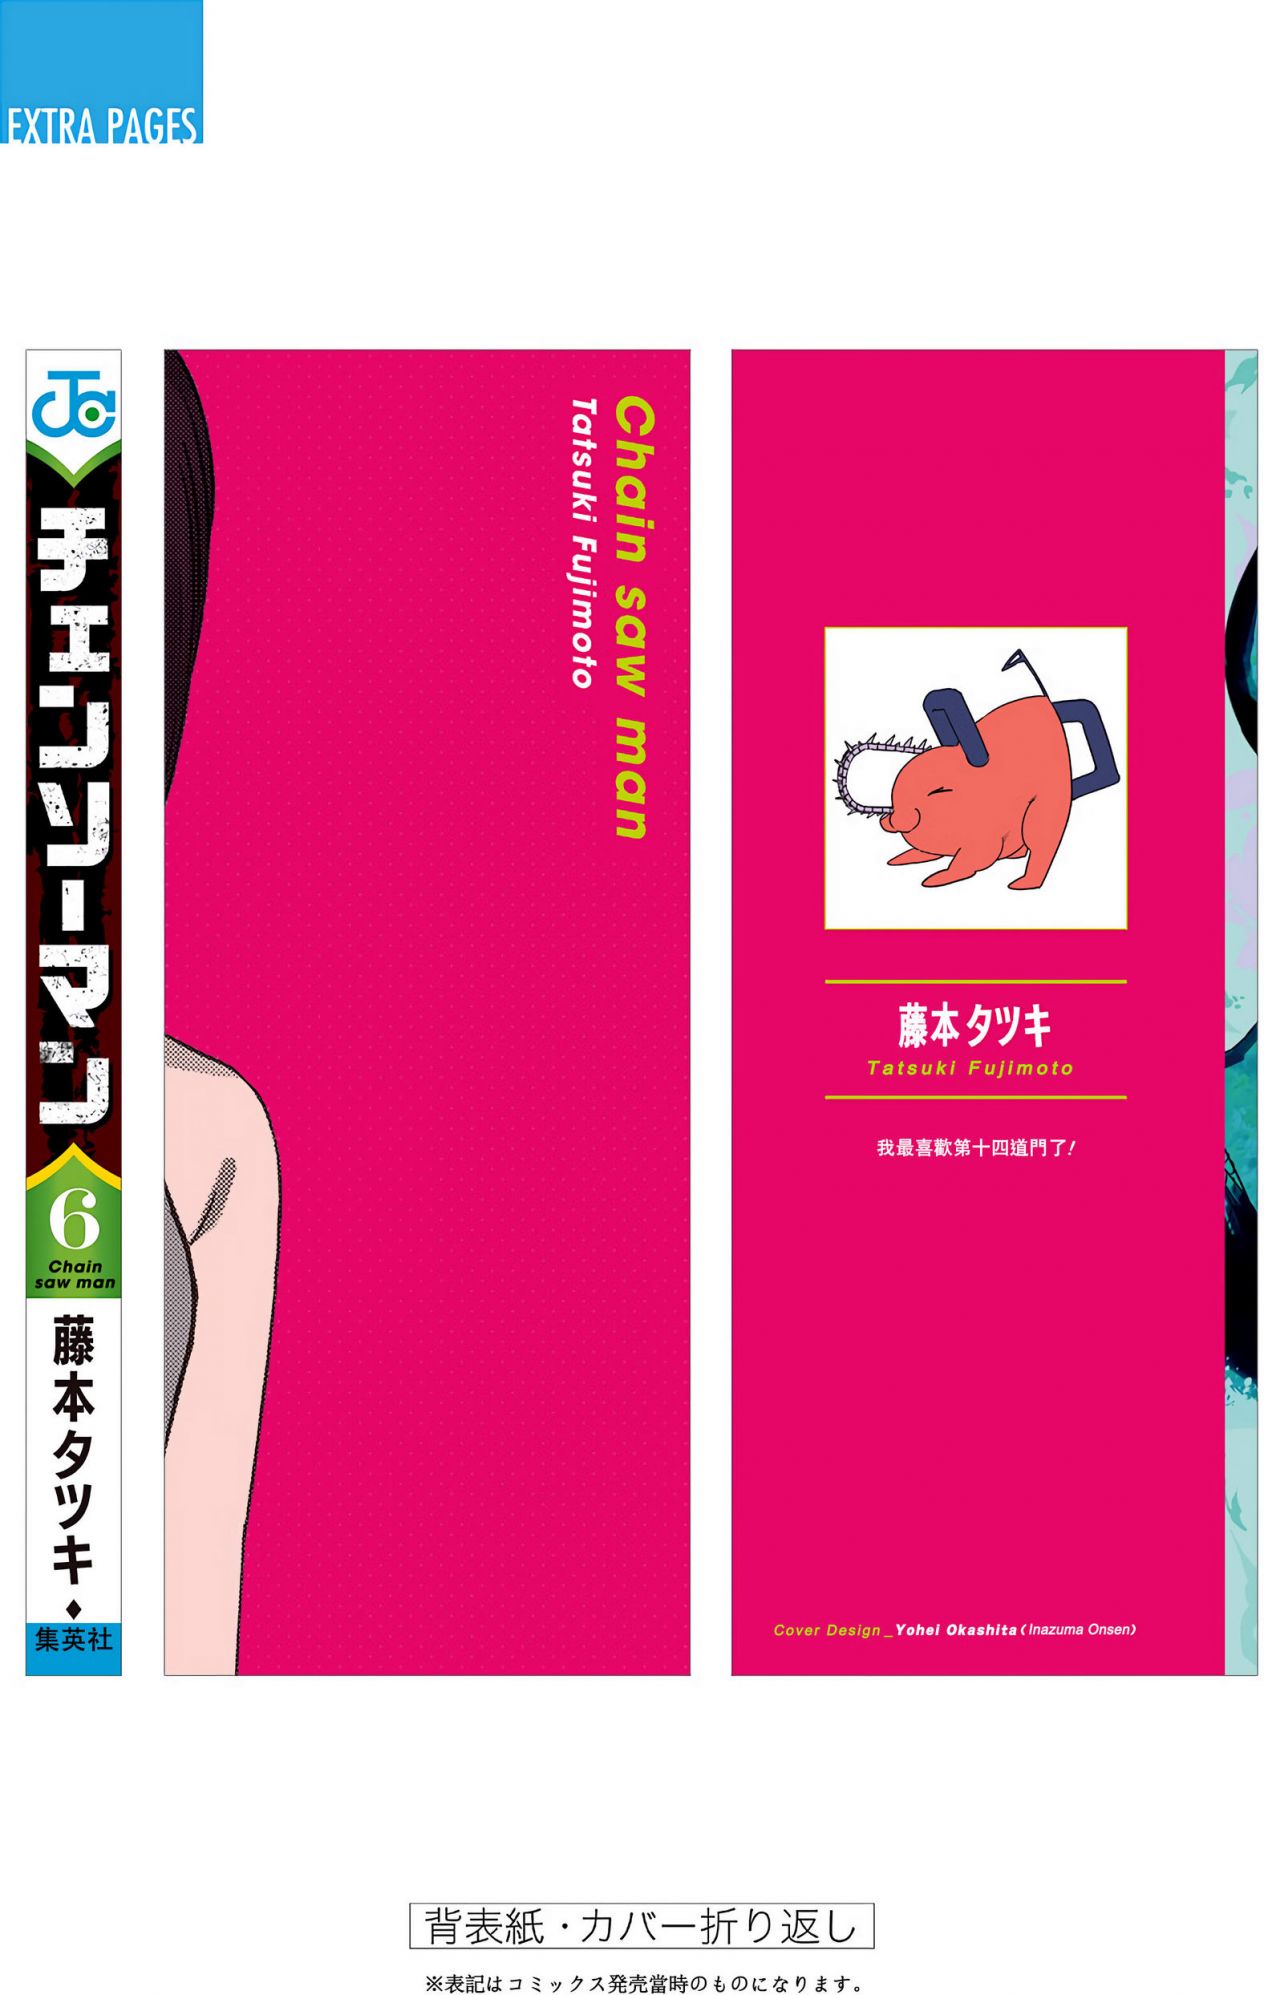 EXTRA PAGES
JC
チェンソーマン
6
Chain
saw man
藤本タツキ♦
集英社
Chain saw man
Tatsuki Fujimoto
藤本タツキ
Tatsuki Fujimoto
我最喜歡第十四道門了!
Cover Design_Yohei Okashita(Inazuma Onsen)
背表紙・カバー折り返し
※表記はコミックス発売當時のものになります。